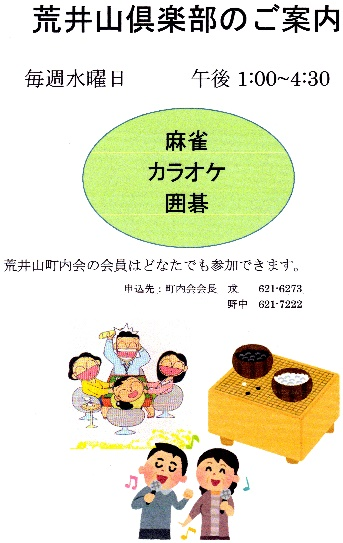 荒井山倶楽部のご案内
毎週水曜日 午後 1:00~4:30
麻雀
カラオケ
囲碁
荒井山町内会の会員はどなたでも参加できます。
申込先：町内会会長 621-6273
野中 621-7222